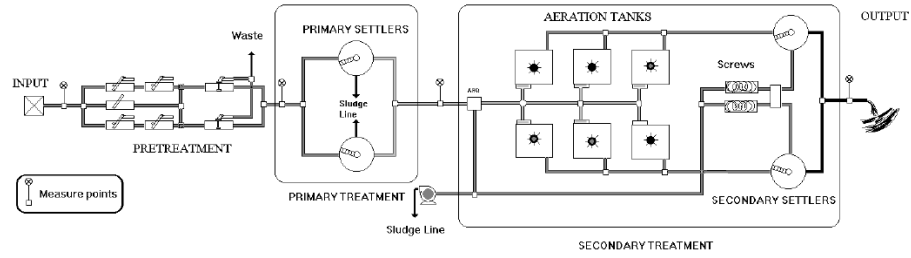 PRIMARY SETTLERS
AERATION TANKS
OUTPUT
Waste
INPUT
Screws
Sludge
Line
PRETREATMENT
Measure points
PRIMARY TREATMENT
Sludge Line
SECONDARY SETTLERS
SECONDARY TREATMENT